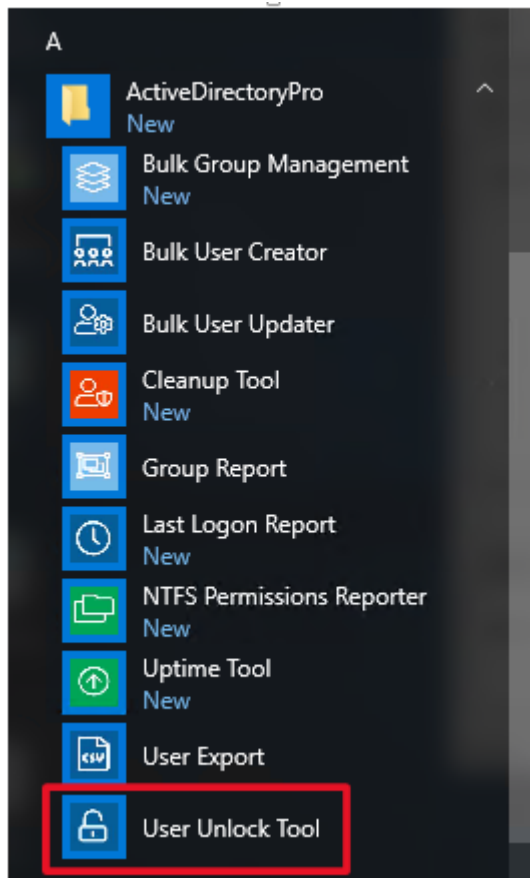 A
ActiveDirectoryPro
New
Bulk Group Management
New
Bulk User Creator
Bulk User Updater
Cleanup Tool
New
Group Report
Last Logon Report
New
NTFS Permissions Reporter
New
Uptime Tool
New
CSV
User Export
User Unlock Tool